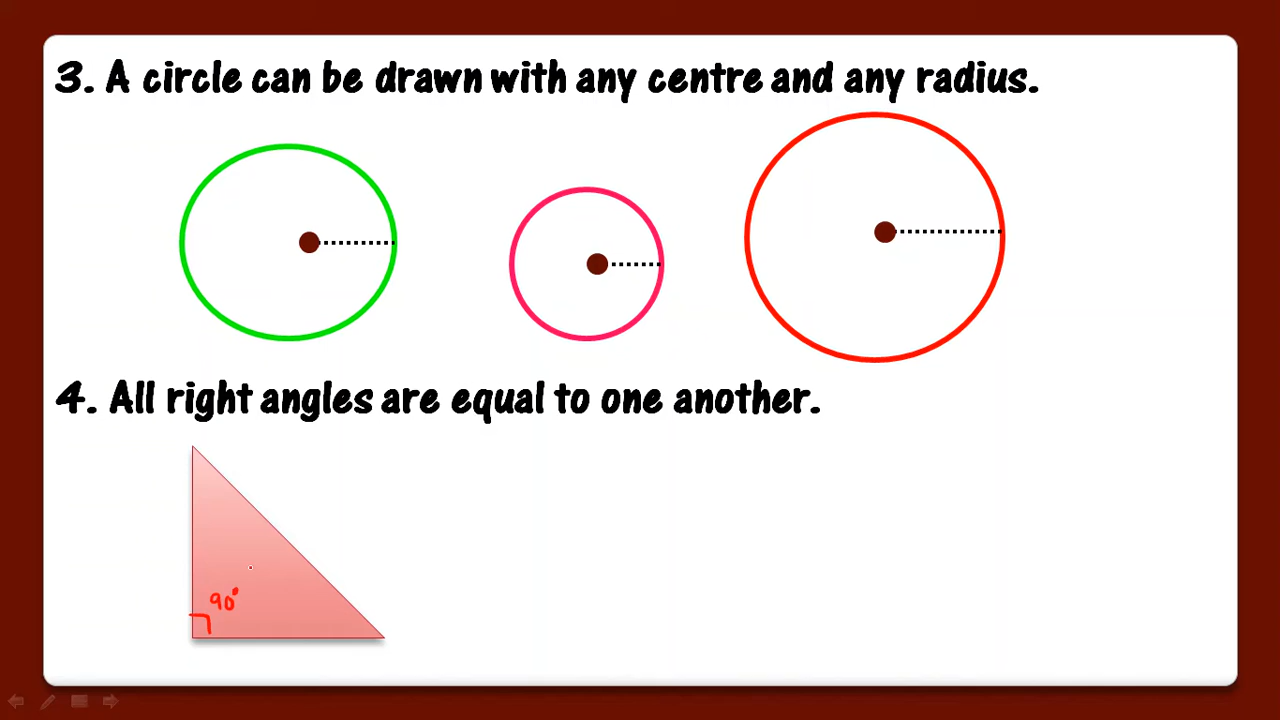 3. A circle can be drawn with any centre and any radius.
4. All right angles are equal to one another.
90°